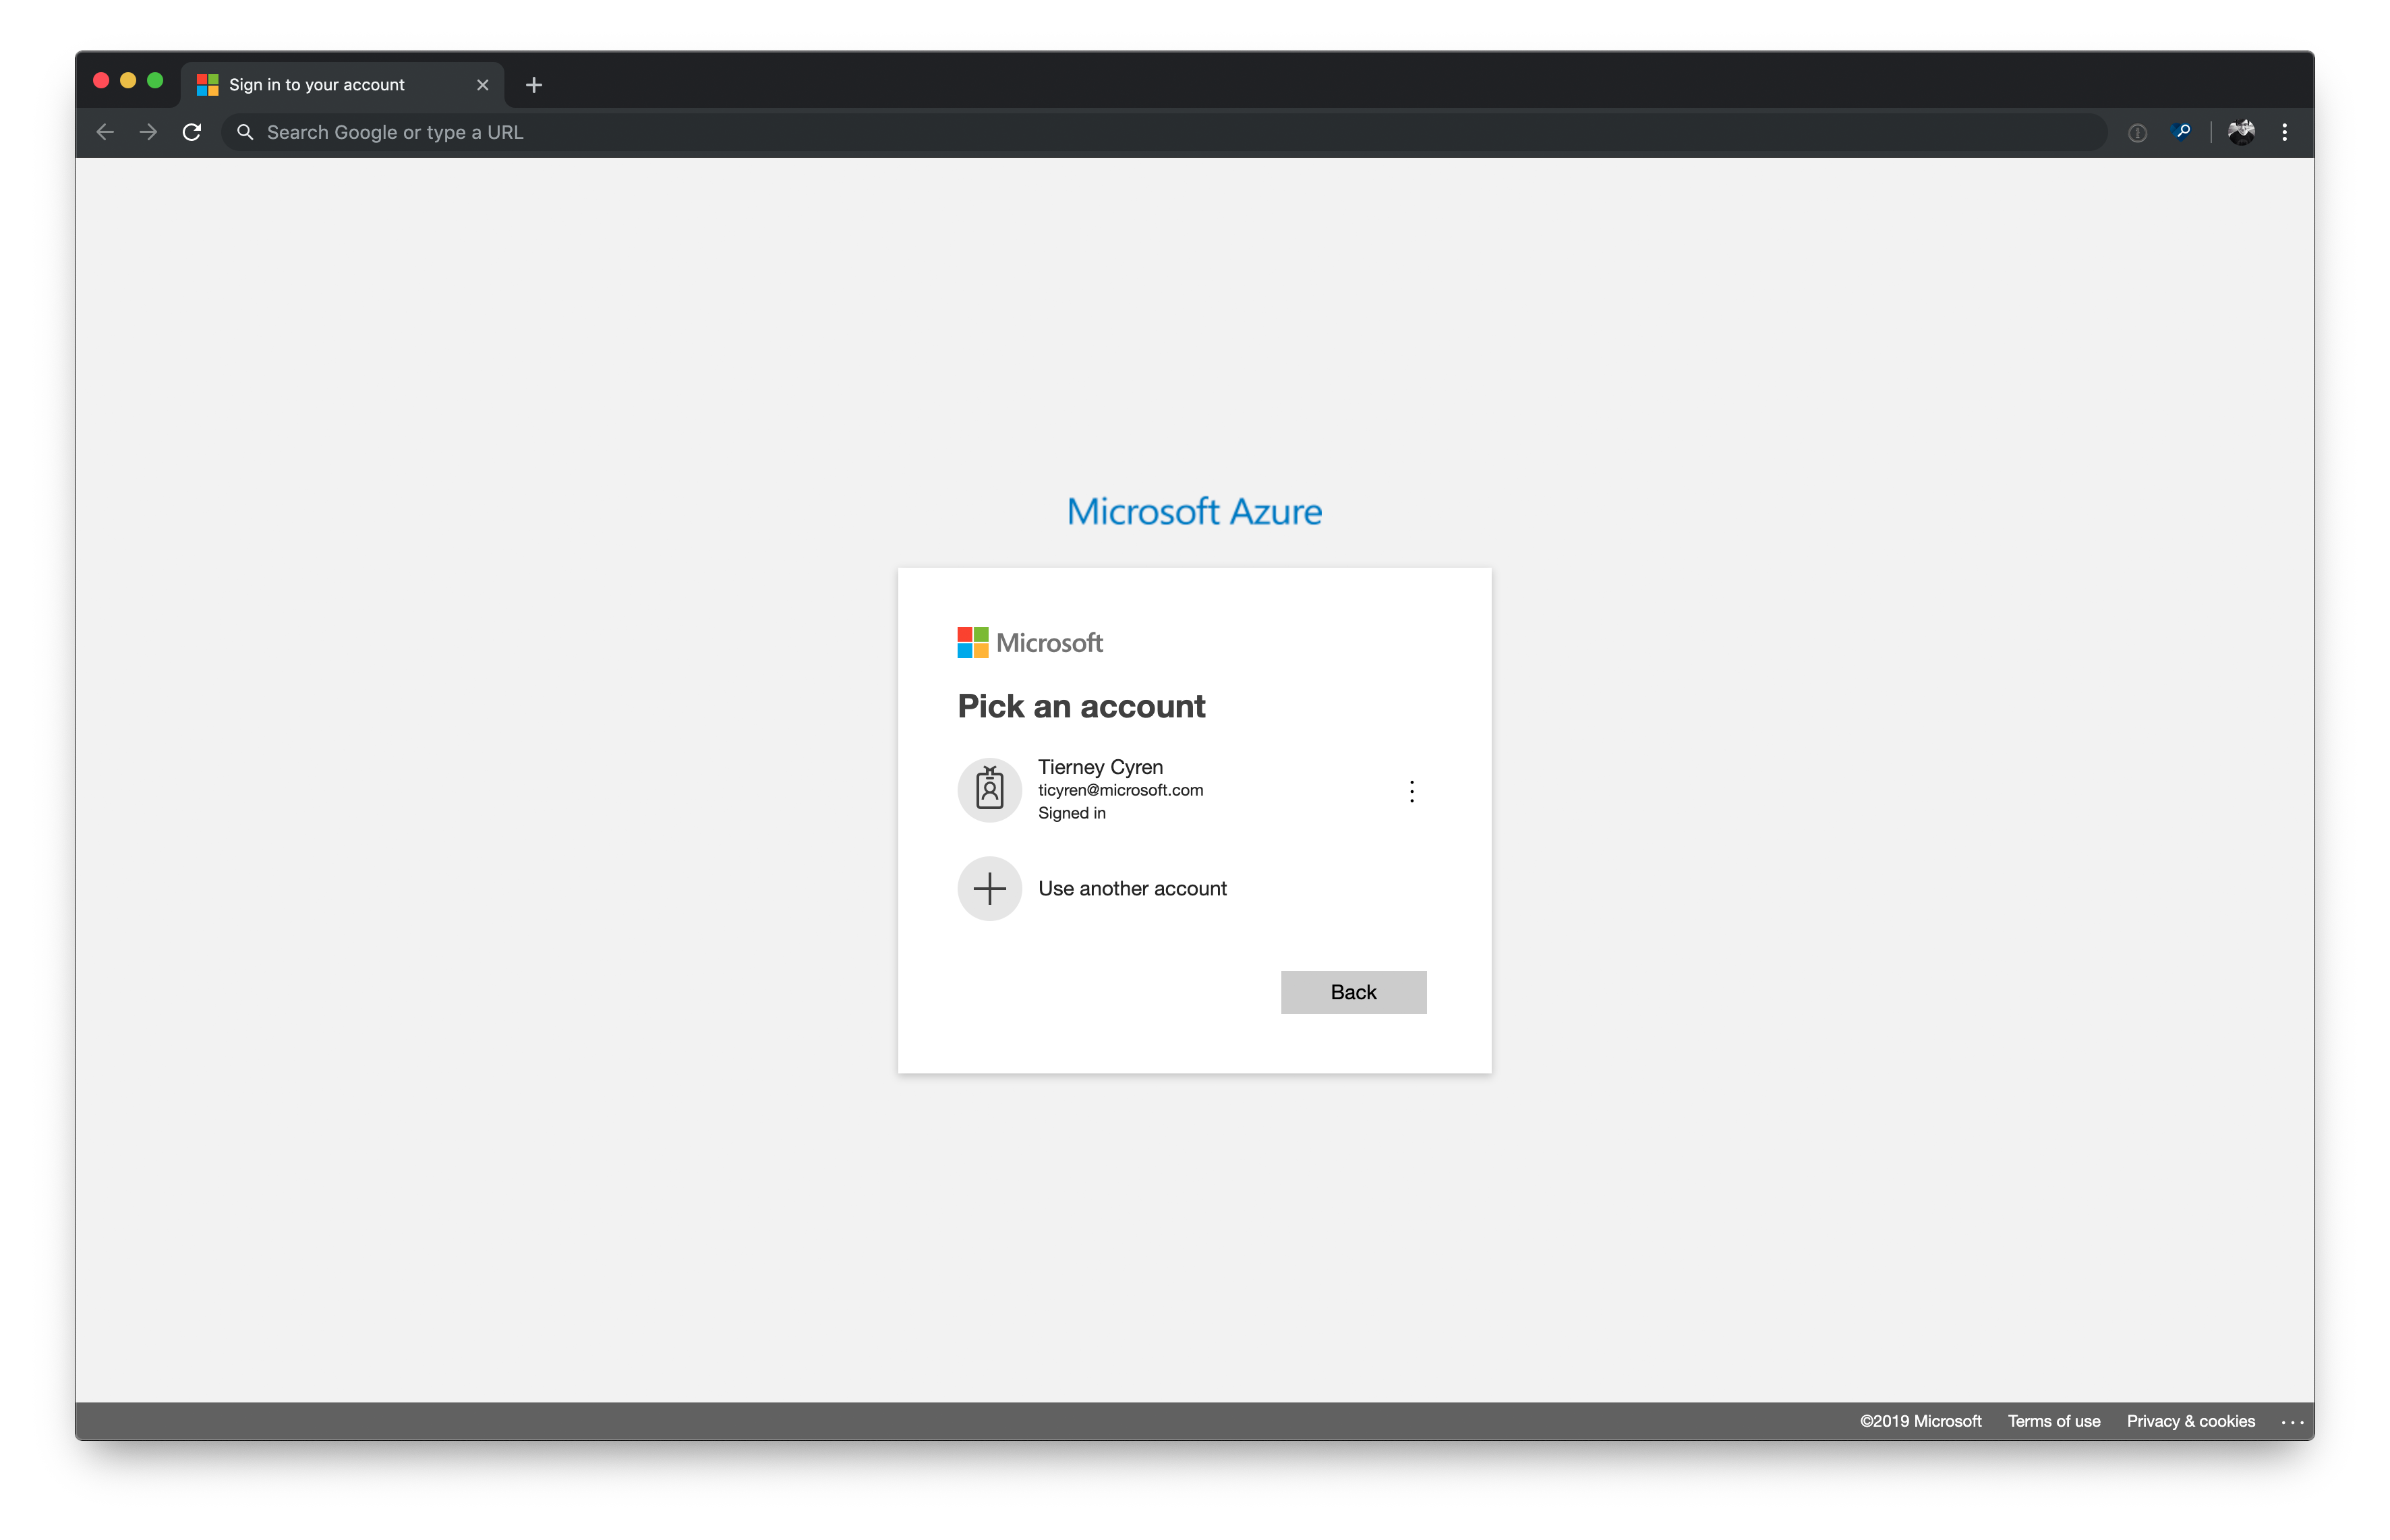 Sign in to your account
Search Google or type a URL
Microsoft Azure
Microsoft
Pick an account
Tierney Cyren
ticyren@microsoft.com
Signed in
Use another account
Back
©2019 Microsoft Terms of use Privacy & cookies